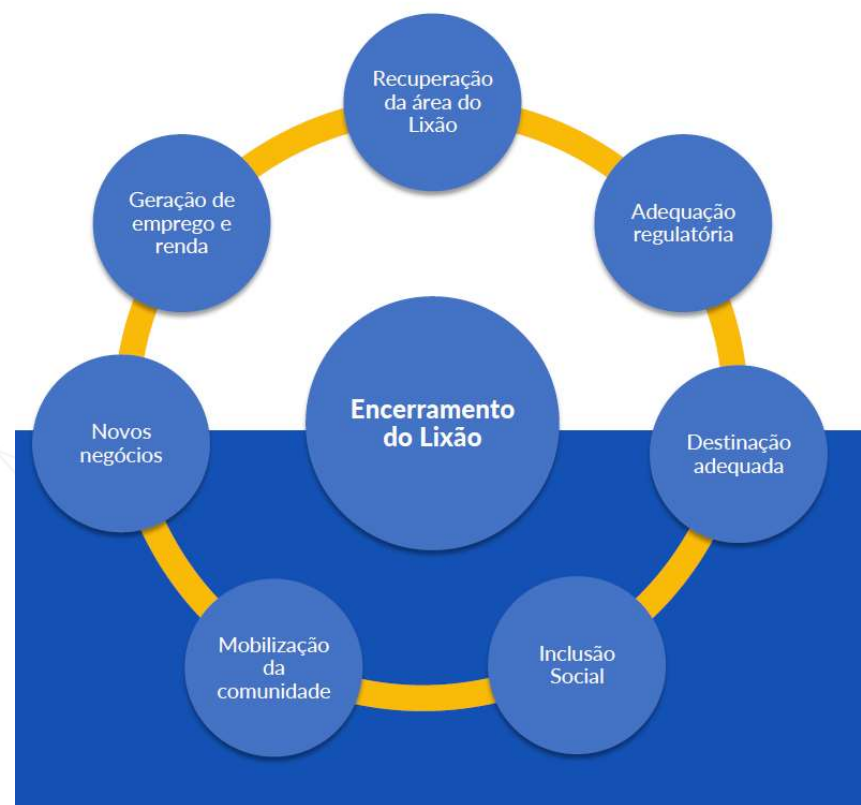 Recuperação
da área do
Lixão
Adequação
regulatória
Destinação
adequada
Inclusão
Social
Mobilização
da
comunidade
Novos
negócios
Geração de
emprego e
renda
Encerramento
do Lixão